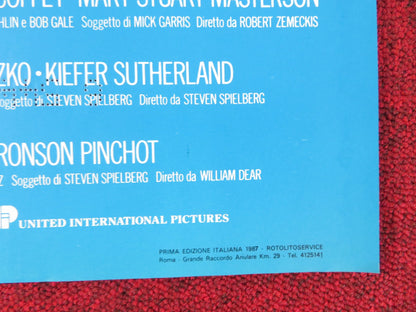 MARY STUART MASTERSON
HLIN e BOB GALE Soggetto di MICK GARRIS Diretto da ROBERT ZEMECKIS
ZKO • KIEFER SUTHERLAND
Soggetto di STEVEN SPIELBERG Diretto da STEVEN SPIELBERG
RONSON PINCHOT
Z Soggetto di STEVEN SPIELBERG Diretto da WILLIAM DEAR
UNITED INTERNATIONAL PICTURES
PRIMA EDIZIONE ITALIANA 1987 - ROTOLITOSERVICE
Roma - Grande Raccordo Anulare Km. 29 - Tel. 4125141